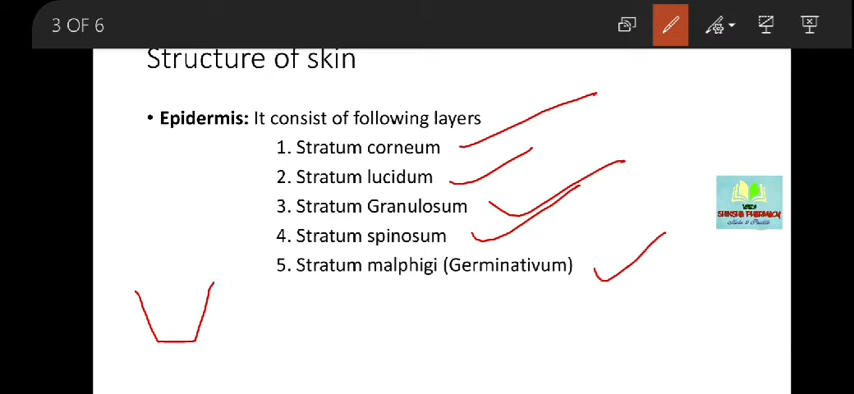 3 OF 6
Structure of skin
• Epidermis: It consist of following layers
1. Stratum corneum
2. Stratum lucidum
3. Stratum Granulosum
4. Stratum spinosum
5. Stratum malphigi (Germinativum)
SHIKSHA PHARMACY